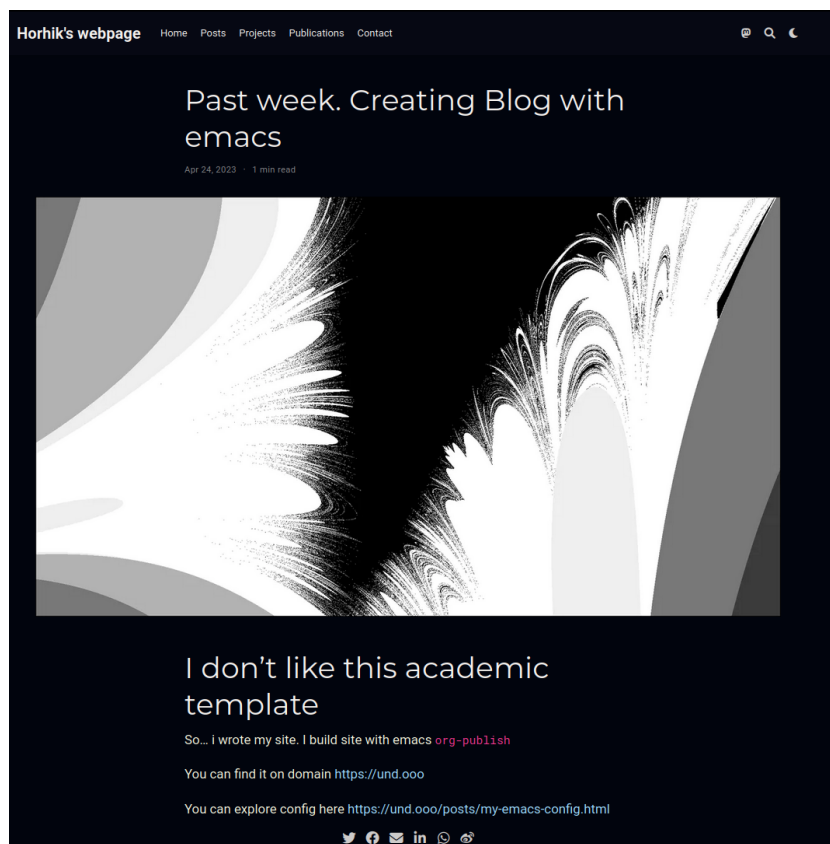 Horhik's webpage Home Posts Projects Publications Contact
Past week. Creating Blog with
emacs
Apr 24, 2023 · 1 min read
I don't like this academic
template
So... i wrote my site. I build site with emacs org-publish
You can find it on domain https://und.ooo
You can explore config here https://und.ooo/posts/my-emacs-config.html